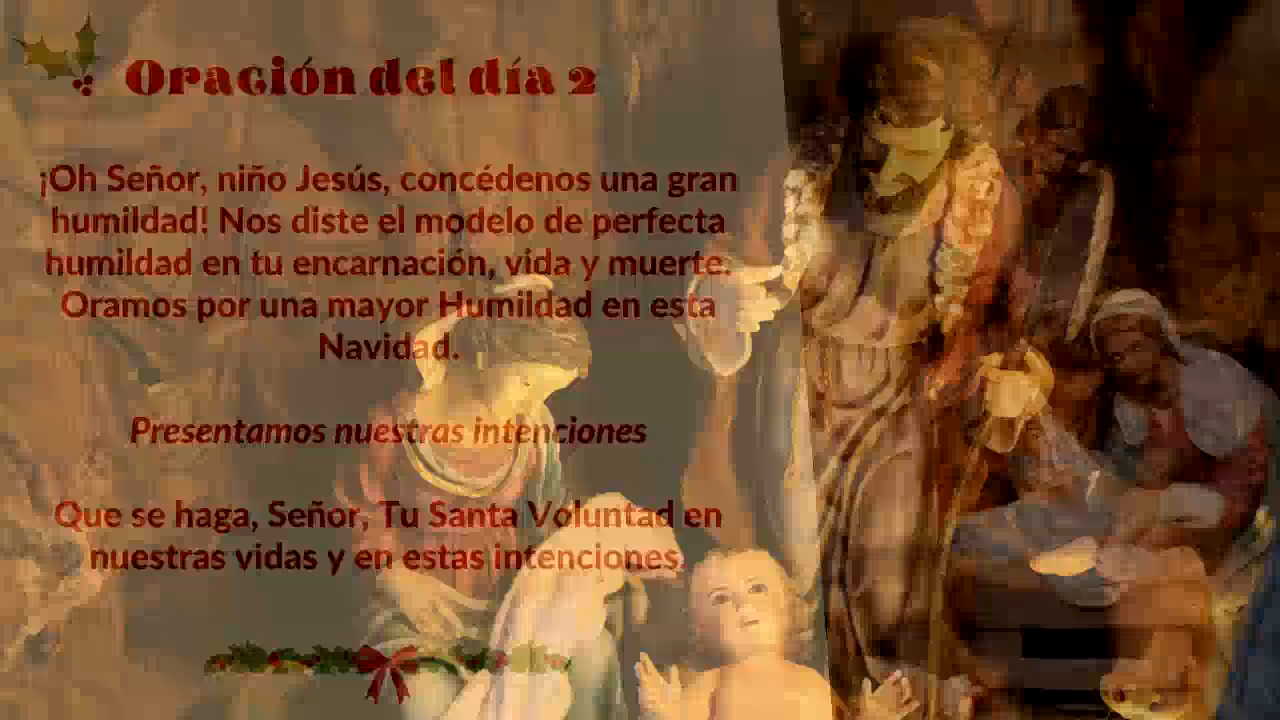 Oración del día 2
¡Oh Señor, niño Jesús, concédenos una gran
humildad! Nos diste el modelo de perfecta
humildad en tu encarnación, vida y muerte.
Oramos por una mayor Humildad en esta
Navidad.
Presentamos nuestras intenciones
Que se haga, Señor, Tu Santa Voluntad en
nuestras vidas y en estas intenciones.